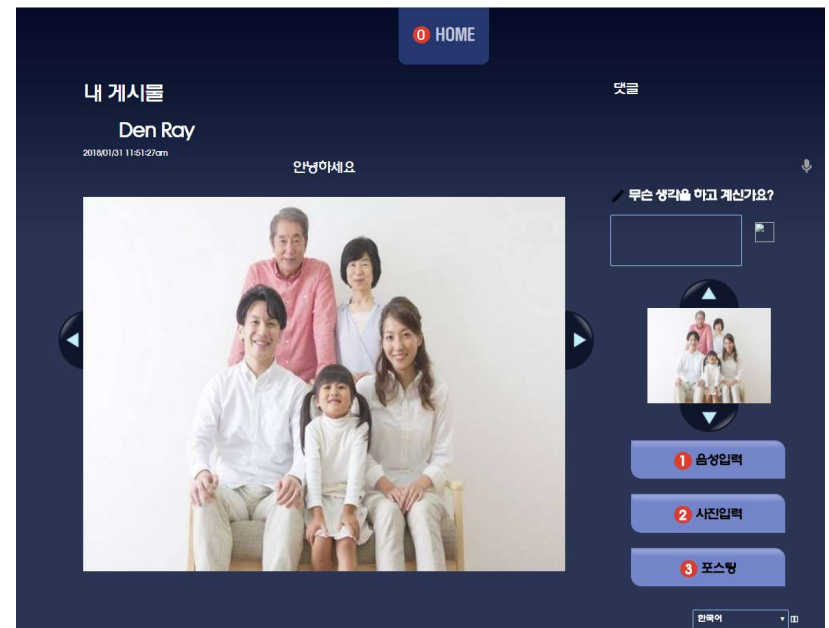 0 HOME
내 게시물
Den Ray
2018/01/31 11:51:27am
안녕하세요
댓글
무슨 생각을 하고 계신가요?
1 음성입력
2 사진입력
3 포스팅
한국어